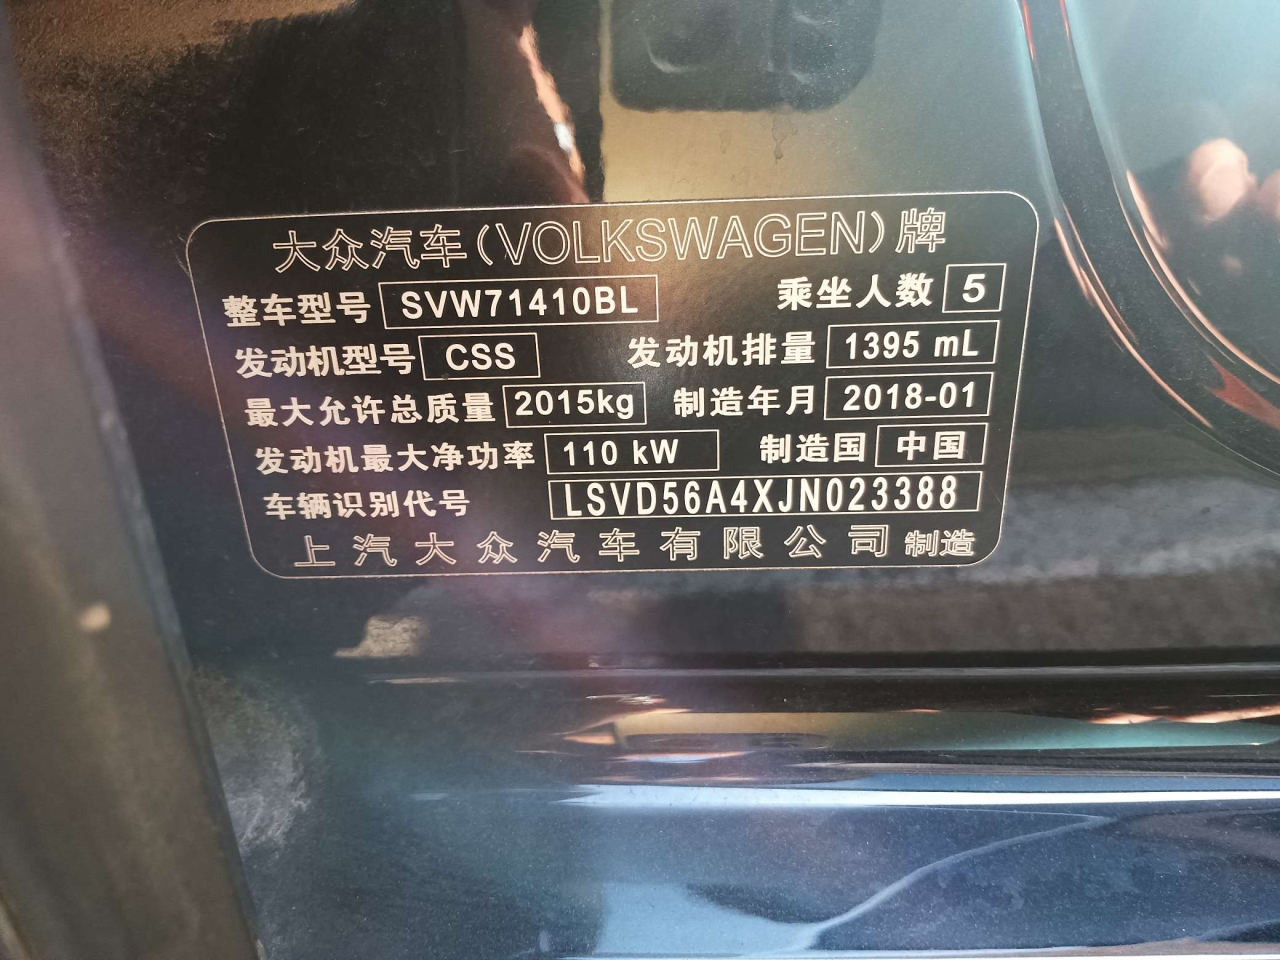 大众汽车(VOLKSWAGEN)牌
整车型号 SVW71410BL 乘坐人数 5
发动机型号 CSS 发动机排量 1395 mL
最大允许总质量 2015kg 制造年月 2018-01
发动机最大净功率 110 kW 制造国 中国
车辆识别代号 LSVD56A4XJN023388
上汽大众汽车有限公司 制造